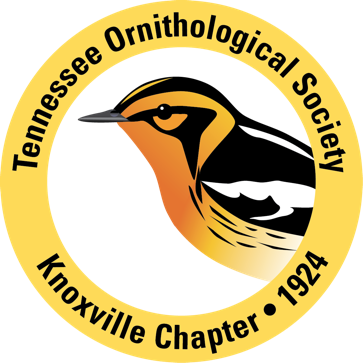 Tennessee Ornithological Society
Knoxville Chapter • 1924